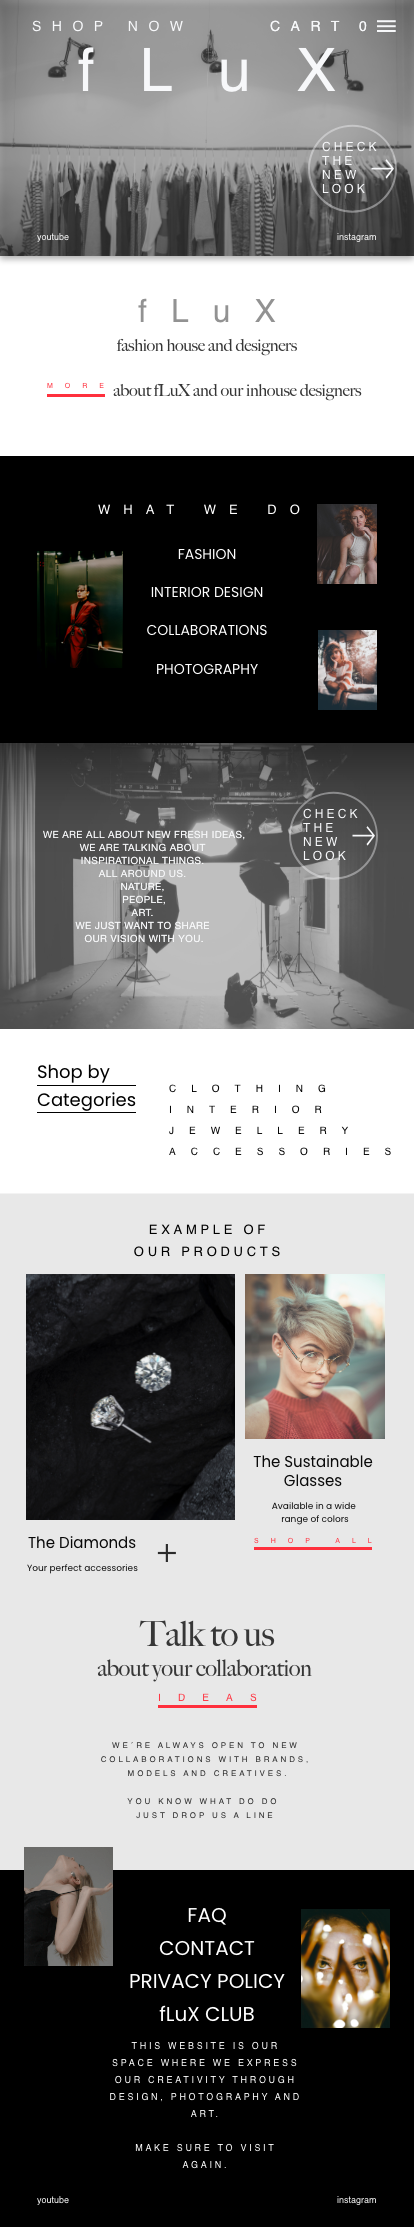 SHOP NOW
CART 0
fLuX
CHECK
THE
NEW
LOOK
youtube
instagram
fLuX
fashion house and designers
MORE about fLuX and our inhouse designers
WHAT WE DO
FASHION
INTERIOR DESIGN
COLLABORATIONS
PHOTOGRAPHY
CHECK
THE
NEW
LOOK
WE ARE ALL ABOUT NEW FRESH IDEAS,
WE ARE TALKING ABOUT
INSPIRATIONAL THINGS.
ALL AROUND US.
NATURE,
PEOPLE,
ART.
WE JUST WANT TO SHARE
OUR VISION WITH YOU.
Shop by
Categories
CLOTHING
INTERIOR
JEWELLERY
ACCESSORIES
EXAMPLE OF
OUR PRODUCTS
The Diamonds
Your perfect accessories
The Sustainable
Glasses
Available in a wide
range of colors
SHOP ALL
Talk to us
about your collaboration
IDEAS
WE'RE ALWAYS OPEN TO NEW
COLLABORATIONS WITH BRANDS,
MODELS AND CREATIVES.
YOU KNOW WHAT DO DO
JUST DROP US A LINE
FAQ
CONTACT
PRIVACY POLICY
fLuX CLUB
THIS WEBSITE IS OUR
SPACE WHERE WE EXPRESS
OUR CREATIVITY THROUGH
DESIGN, PHOTOGRAPHY AND
ART.
MAKE SURE TO VISIT
AGAIN.
youtube
instagram